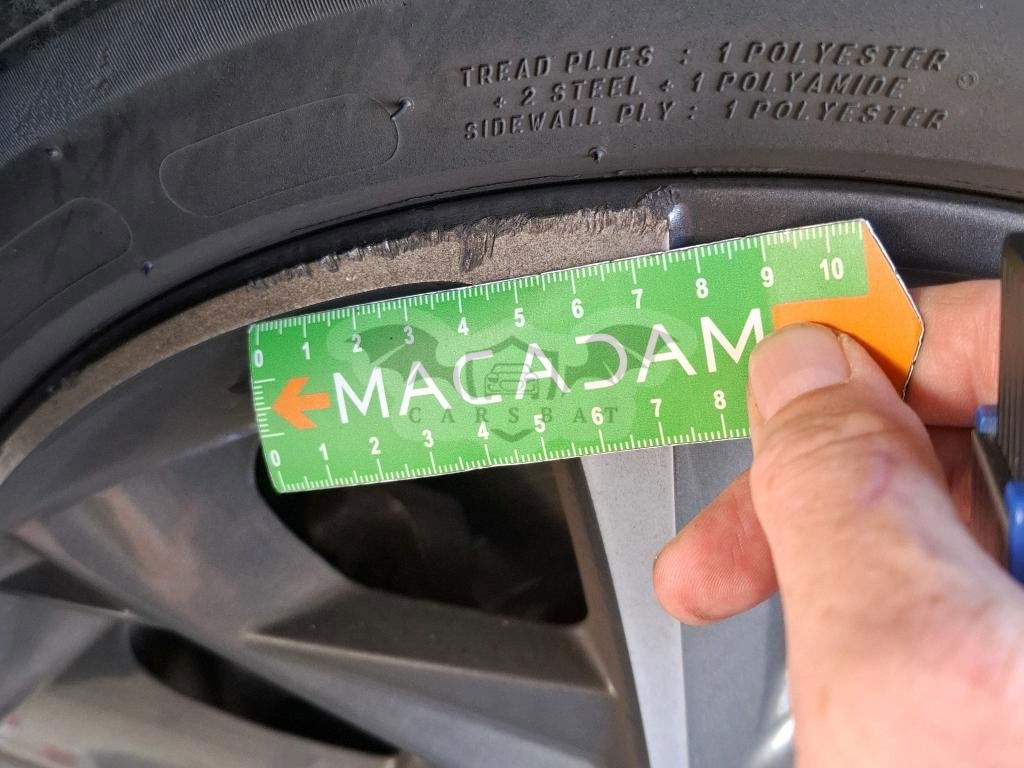 TREAD PLIES : 1 POLYESTER
+ 2 STEEL + 1 POLYAMIDE
SIDEWALL PLY : 1 POLYESTER
0 1 2 3 4 5 6 7 8 9 10
MACADAM
CARSBAT
0 1 2 3 4 5 6 7 8